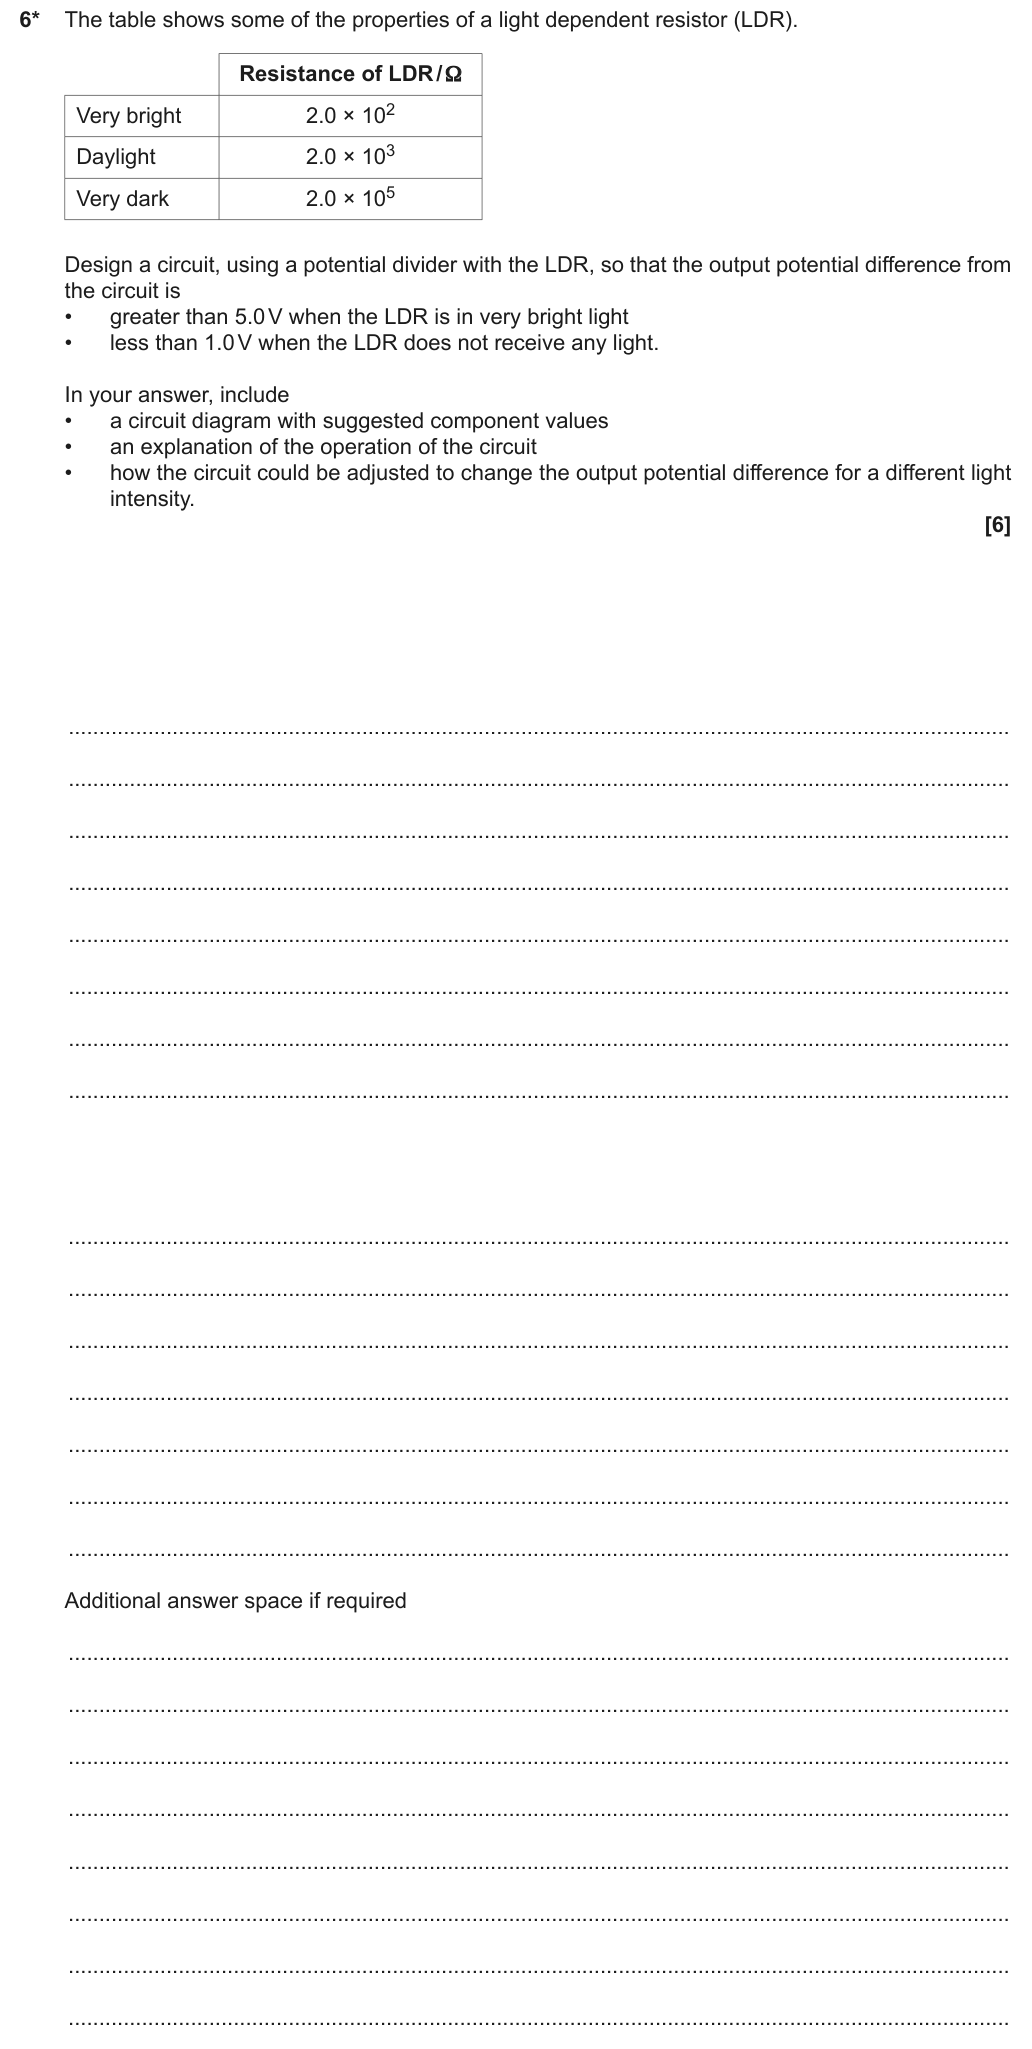 6* The table shows some of the properties of a light dependent resistor (LDR).
Resistance of LDR / Ω
Very bright 2.0 × 10²
Daylight 2.0 × 10³
Very dark 2.0 × 10⁵
Design a circuit, using a potential divider with the LDR, so that the output potential difference from
the circuit is
• greater than 5.0 V when the LDR is in very bright light
• less than 1.0 V when the LDR does not receive any light.
In your answer, include
• a circuit diagram with suggested component values
• an explanation of the operation of the circuit
• how the circuit could be adjusted to change the output potential difference for a different light
intensity.
[6]
Additional answer space if required